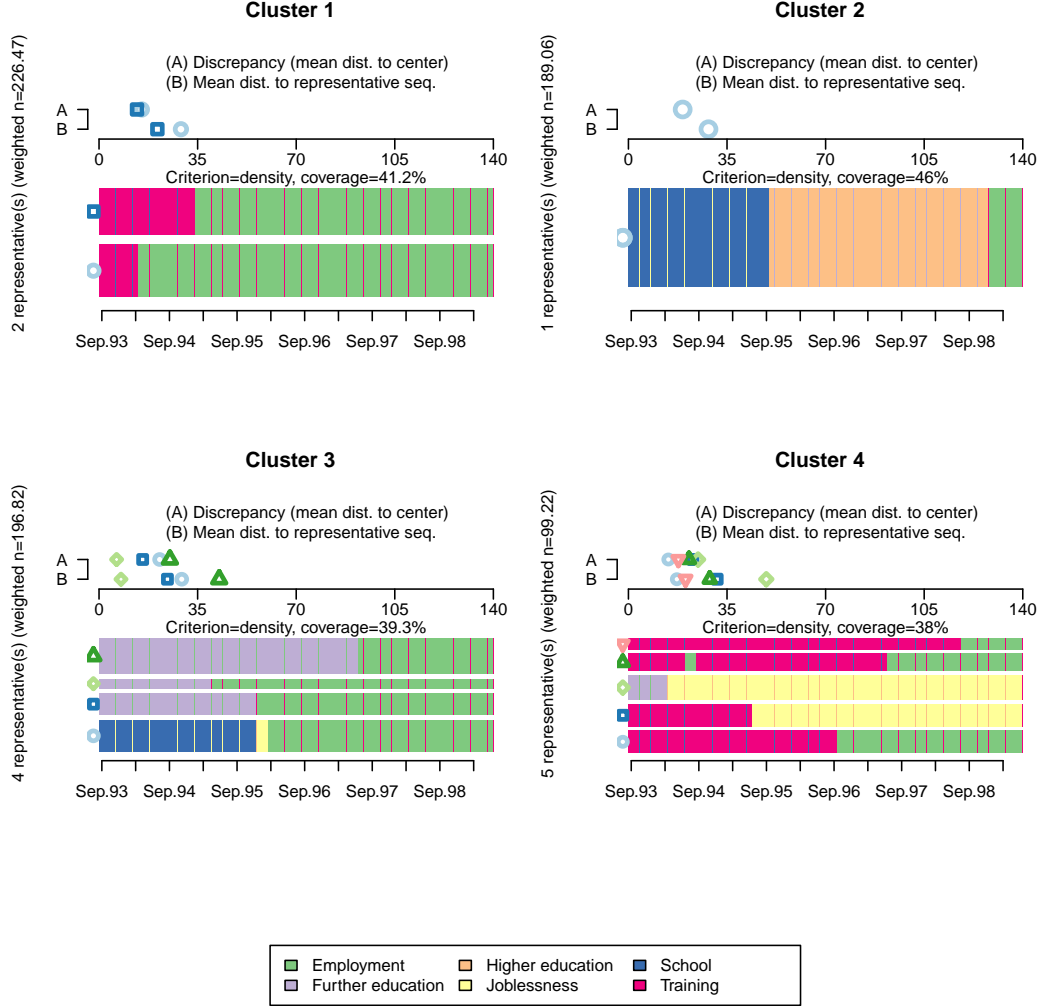 Cluster 1
2 representative(s) (weighted n=226.47)
(A) Discrepancy (mean dist. to center)
(B) Mean dist. to representative seq.
A
B
0 35 70 105 140
Criterion=density, coverage=41.2%
Sep.93 Sep.94 Sep.95 Sep.96 Sep.97 Sep.98
Cluster 2
1 representative(s) (weighted n=189.06)
(A) Discrepancy (mean dist. to center)
(B) Mean dist. to representative seq.
A
B
0 35 70 105 140
Criterion=density, coverage=46%
Sep.93 Sep.94 Sep.95 Sep.96 Sep.97 Sep.98
Cluster 3
4 representative(s) (weighted n=196.82)
(A) Discrepancy (mean dist. to center)
(B) Mean dist. to representative seq.
A
B
0 35 70 105 140
Criterion=density, coverage=39.3%
Sep.93 Sep.94 Sep.95 Sep.96 Sep.97 Sep.98
Cluster 4
5 representative(s) (weighted n=99.22)
(A) Discrepancy (mean dist. to center)
(B) Mean dist. to representative seq.
A
B
0 35 70 105 140
Criterion=density, coverage=38%
Sep.93 Sep.94 Sep.95 Sep.96 Sep.97 Sep.98
Employment Higher education School
Further education Joblessness Training